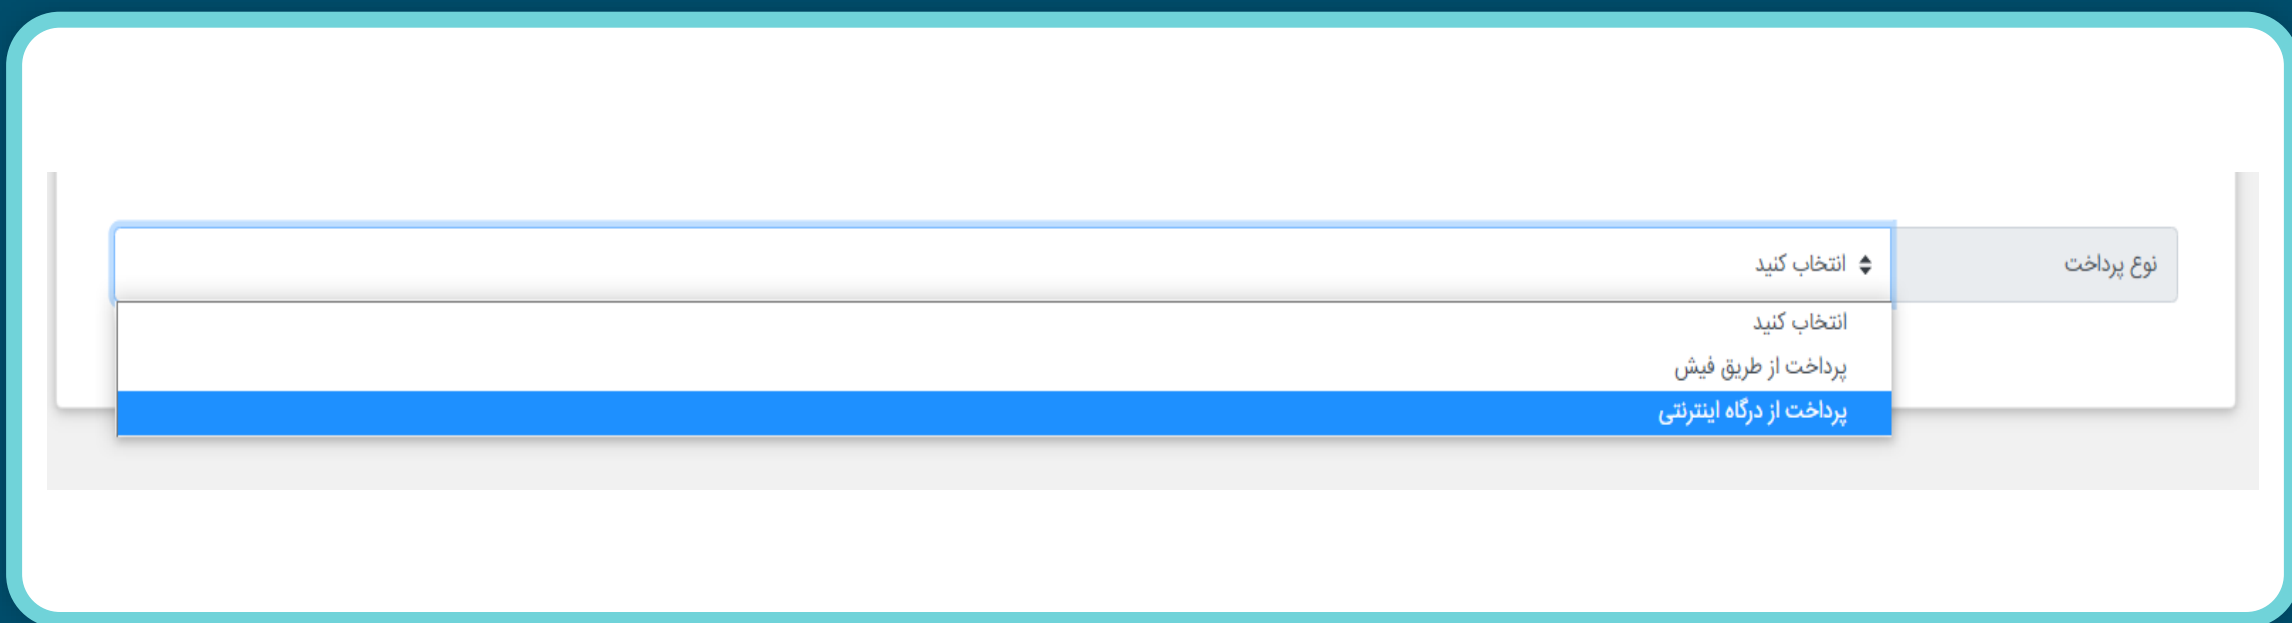 نوع پرداخت
انتخاب کنید
انتخاب کنید
پرداخت از طریق فیش
پرداخت از درگاه اینترنتی